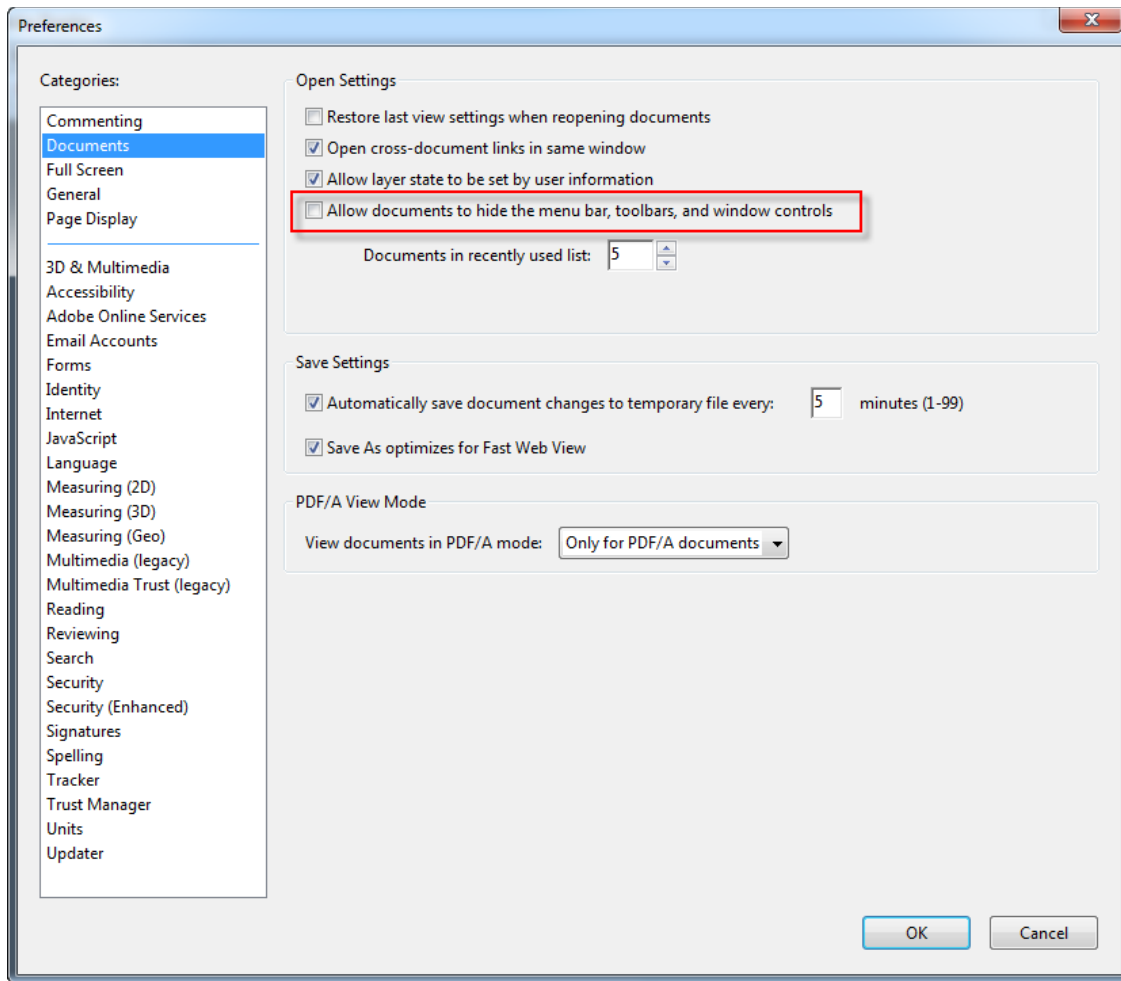 Preferences
Categories:
Commenting
Documents
Full Screen
General
Page Display
3D & Multimedia
Accessibility
Adobe Online Services
Email Accounts
Forms
Identity
Internet
JavaScript
Language
Measuring (2D)
Measuring (3D)
Measuring (Geo)
Multimedia (legacy)
Multimedia Trust (legacy)
Reading
Reviewing
Search
Security
Security (Enhanced)
Signatures
Spelling
Tracker
Trust Manager
Units
Updater
Open Settings
Restore last view settings when reopening documents
Open cross-document links in same window
Allow layer state to be set by user information
Allow documents to hide the menu bar, toolbars, and window controls
Documents in recently used list: 5
Save Settings
Automatically save document changes to temporary file every: 5 minutes (1-99)
Save As optimizes for Fast Web View
PDF/A View Mode
View documents in PDF/A mode: Only for PDF/A documents
OK Cancel